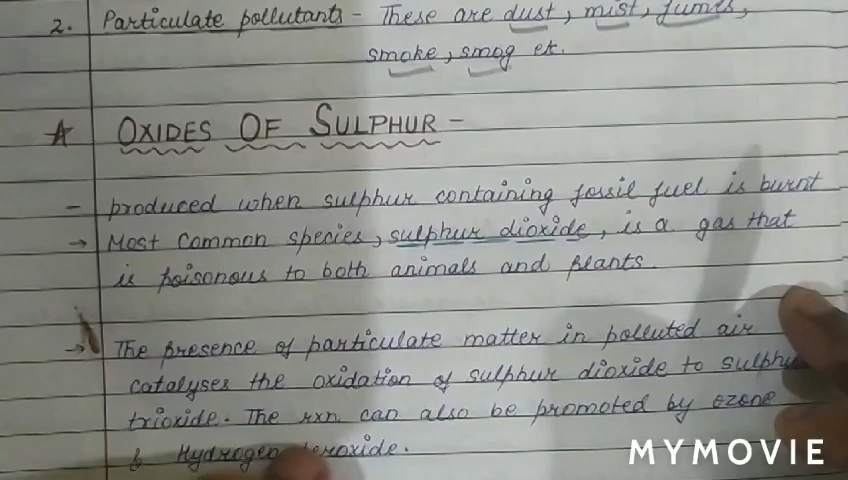 2. Particulate pollutants - These are dust, mist, fumes,
smoke, smog etc.
OXIDES OF SULPHUR -
- produced when sulphur containing fossil fuel is burnt
→ Most common species, sulphur dioxide, is a gas that
is poisonous to both animals and plants
→ The presence of particulate matter in polluted air
catalyses the oxidation of sulphur dioxide to sulphu
trioxide. The rxn can also be promoted by ozone
& Hydrogen peroxide.
MYMOVIE